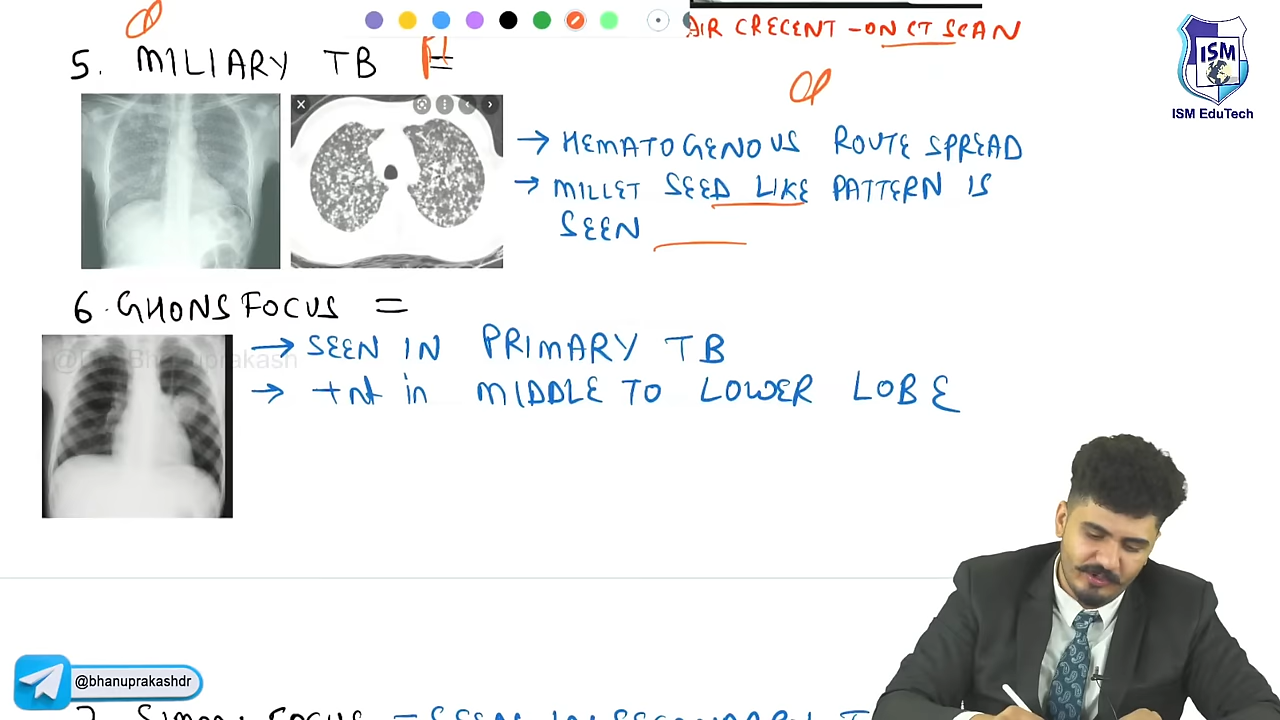 AIR CRECENT - ON CT SCAN
ISM
ISM EduTech
5. MILIARY TB =
→ HEMATOGENOUS ROUTE SPREAD
→ MILLET SEED LIKE PATTERN IS
SEEN
6. GHONS FOCUS =
→ SEEN IN PRIMARY TB
→ +nt in MIDDLE TO LOWER LOBE
@bhanuprakashdr